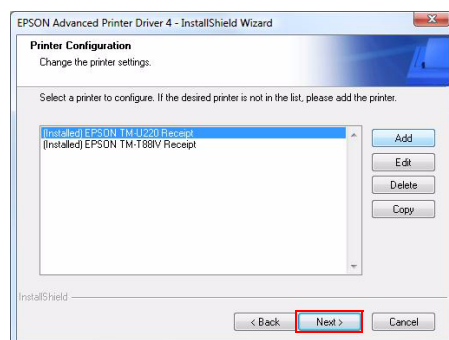 EPSON Advanced Printer Driver 4 - InstallShield Wizard
Printer Configuration
Change the printer settings.
Select a printer to configure. If the desired printer is not in the list, please add the printer.
(Installed) EPSON TM-U220 Receipt
(Installed) EPSON TM-T88IV Receipt
Add
Edit
Delete
Copy
InstallShield
< Back
Next >
Cancel